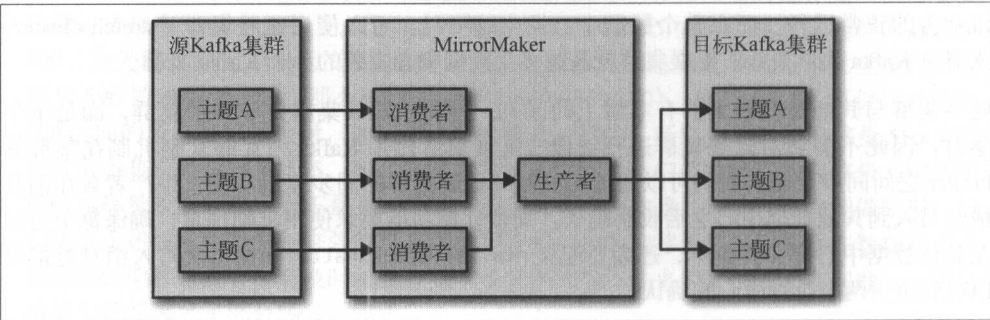 源Kafka集群
MirrorMaker
目标Kafka集群
主题A
消费者
主题A
主题B
消费者
生产者
主题B
主题C
消费者
主题C